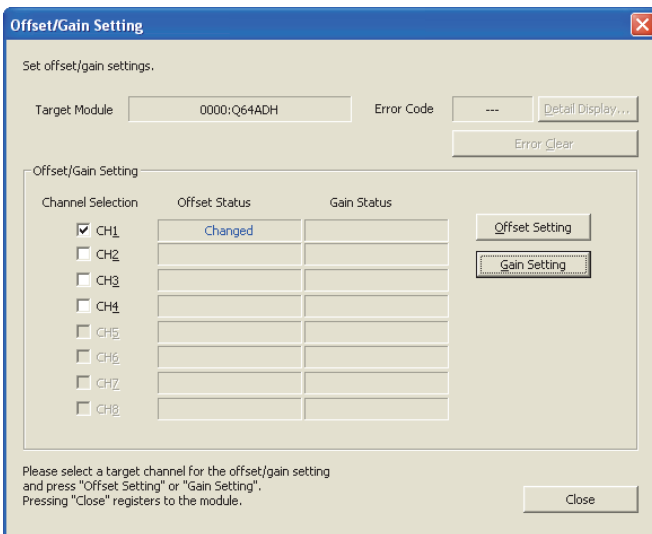 Offset/Gain Setting
Set offset/gain settings.
Target Module 0000:Q64ADH Error Code --- Detail Display...
Error Clear
Offset/Gain Setting
Channel Selection Offset Status Gain Status
CH1 Changed Offset Setting
CH2 Gain Setting
CH3
CH4
CH5
CH6
CH7
CH8
Please select a target channel for the offset/gain setting
and press "Offset Setting" or "Gain Setting".
Pressing "Close" registers to the module.
Close